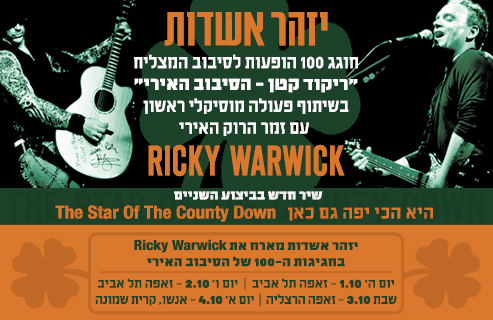 יזהר אשדות
חוגג 100 הופעות לסיבוב המצליח
"ריקוד קטן - הסיבוב האירי"
בשיתוף פעולה מוסיקלי ראשון
עם זמר הרוק האירי
RICKY WARWICK
שיר חדש בביצוע השניים
היא הכי יפה גם כאן The Star Of The County Down
יזהר אשדות מארח את Ricky Warwick
בחגיגות ה-100 של הסיבוב האירי
יום ה' 1.10 - זאפה תל אביב | יום ו' 2.10 - זאפה תל אביב
שבת 3.10 - זאפה הרצליה | יום א' 4.10 - אנשו, קרית שמונה